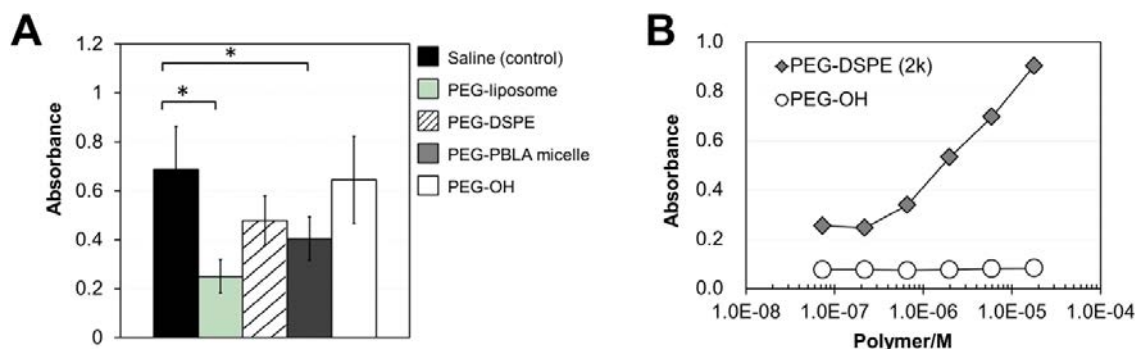 A
1.2
1
0.8
0.6
0.4
0.2
0
Absorbance
*
*
Saline (control)
PEG-liposome
PEG-DSPE
PEG-PBLA micelle
PEG-OH
B
1.0
0.8
0.6
0.4
0.2
0.0
Absorbance
PEG-DSPE (2k)
PEG-OH
1.0E-08 1.0E-07 1.0E-06 1.0E-05 1.0E-04
Polymer/M